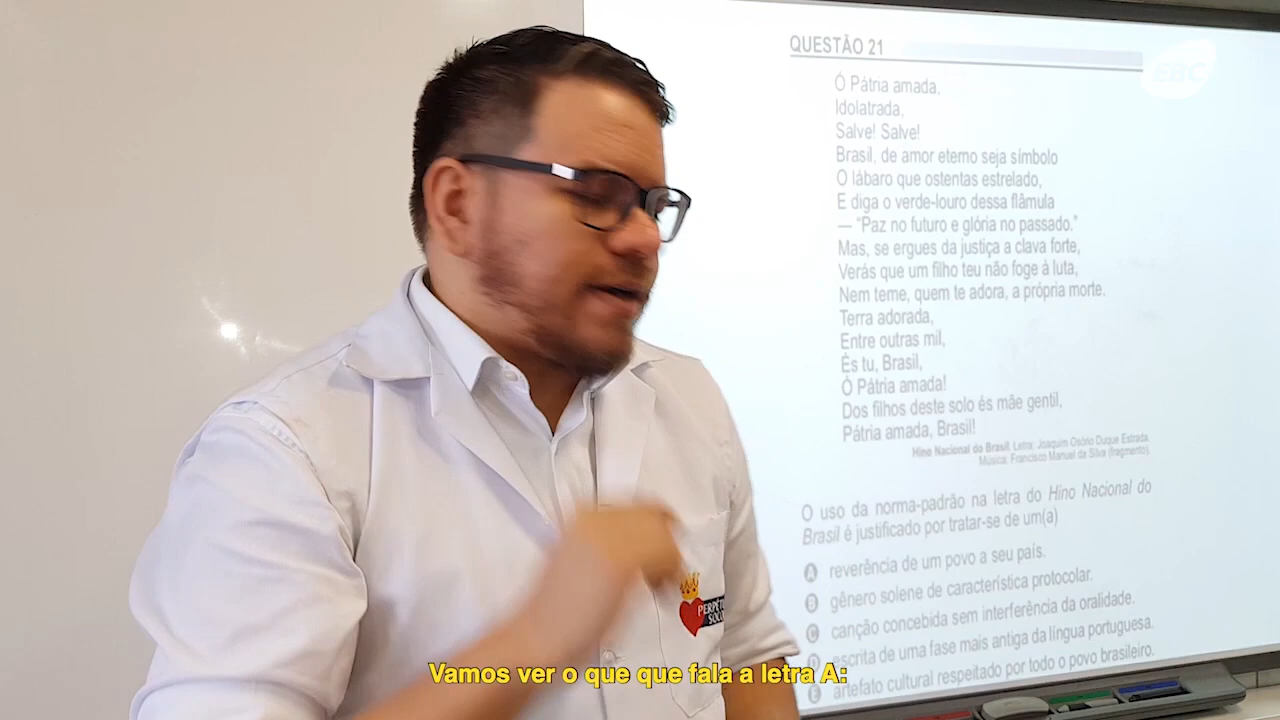 QUESTÃO 21
EBC
Ó Pátria amada,
Idolatrada,
Salve! Salve!
Brasil, de amor eterno seja símbolo
O lábaro que ostentas estrelado,
E diga o verde-louro dessa flâmula
— “Paz no futuro e glória no passado.”
Mas, se ergues da justiça a clava forte,
Verás que um filho teu não foge à luta,
Nem teme, quem te adora, a própria morte.
Terra adorada,
Entre outras mil,
És tu, Brasil,
Ó Pátria amada!
Dos filhos deste solo és mãe gentil,
Pátria amada, Brasil!
Hino Nacional do Brasil. Letra: Joaquim Osório Duque Estrada.
Música: Francisco Manuel da Silva (fragmento).
O uso da norma-padrão na letra do Hino Nacional do
Brasil é justificado por tratar-se de um(a)
A reverência de um povo a seu país.
B gênero solene de característica protocolar.
C canção concebida sem interferência da oralidade.
D escrita de uma fase mais antiga da língua portuguesa.
E artefato cultural respeitado por todo o povo brasileiro.
Vamos ver o que que fala a letra A: